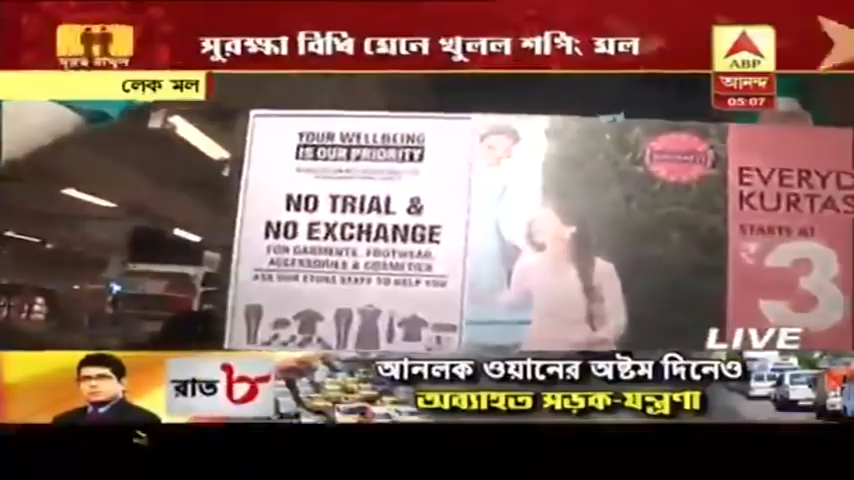 সুরক্ষা বিধি মেনে খুলল শপিং মল
ABP
আনন্দ
05:07
লেক মল
YOUR WELLBEING
IS OUR PRIORITY
NO TRIAL &
NO EXCHANGE
FOR GARMENTS, FOOTWEAR,
ACCESSORIES & COSMETICS
ASK OUR STORE STAFF TO HELP YOU
EVERYD
KURTAS
STARTS AT
3
LIVE
রাত ৮
আনলক ওয়ানের অষ্টম দিনেও
অব্যাহত সড়ক-যন্ত্রণা